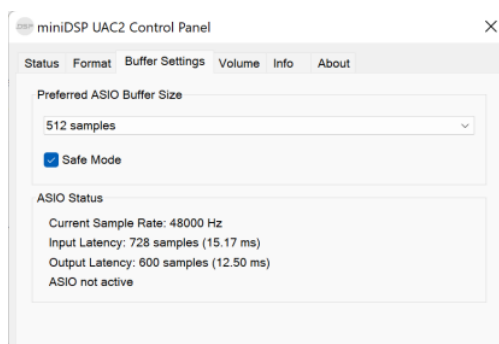 DSP miniDSP UAC2 Control Panel
Status Format Buffer Settings Volume Info About
Preferred ASIO Buffer Size
512 samples
Safe Mode
ASIO Status
Current Sample Rate: 48000 Hz
Input Latency: 728 samples (15.17 ms)
Output Latency: 600 samples (12.50 ms)
ASIO not active